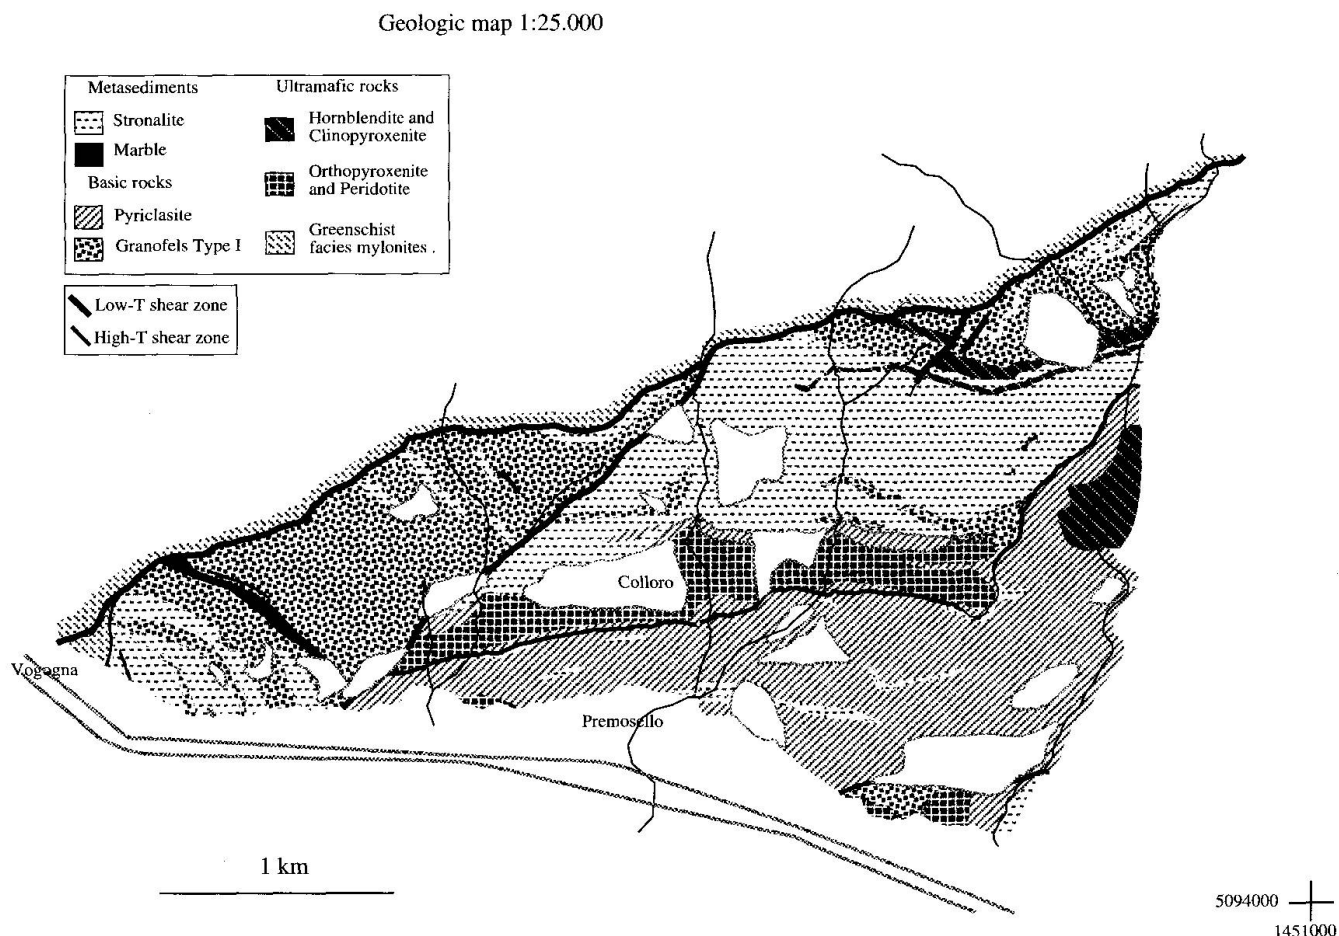 Geologic map 1:25.000
Metasediments
Stronalite
Marble
Basic rocks
Pyriclasite
Granofels Type I
Ultramafic rocks
Hornblendite and
Clinopyroxenite
Orthopyroxenite
and Peridotite
Greenschist
facies mylonites .
Low-T shear zone
High-T shear zone
Colloro
Vogogna
Premosello
1 km
5094000
1451000